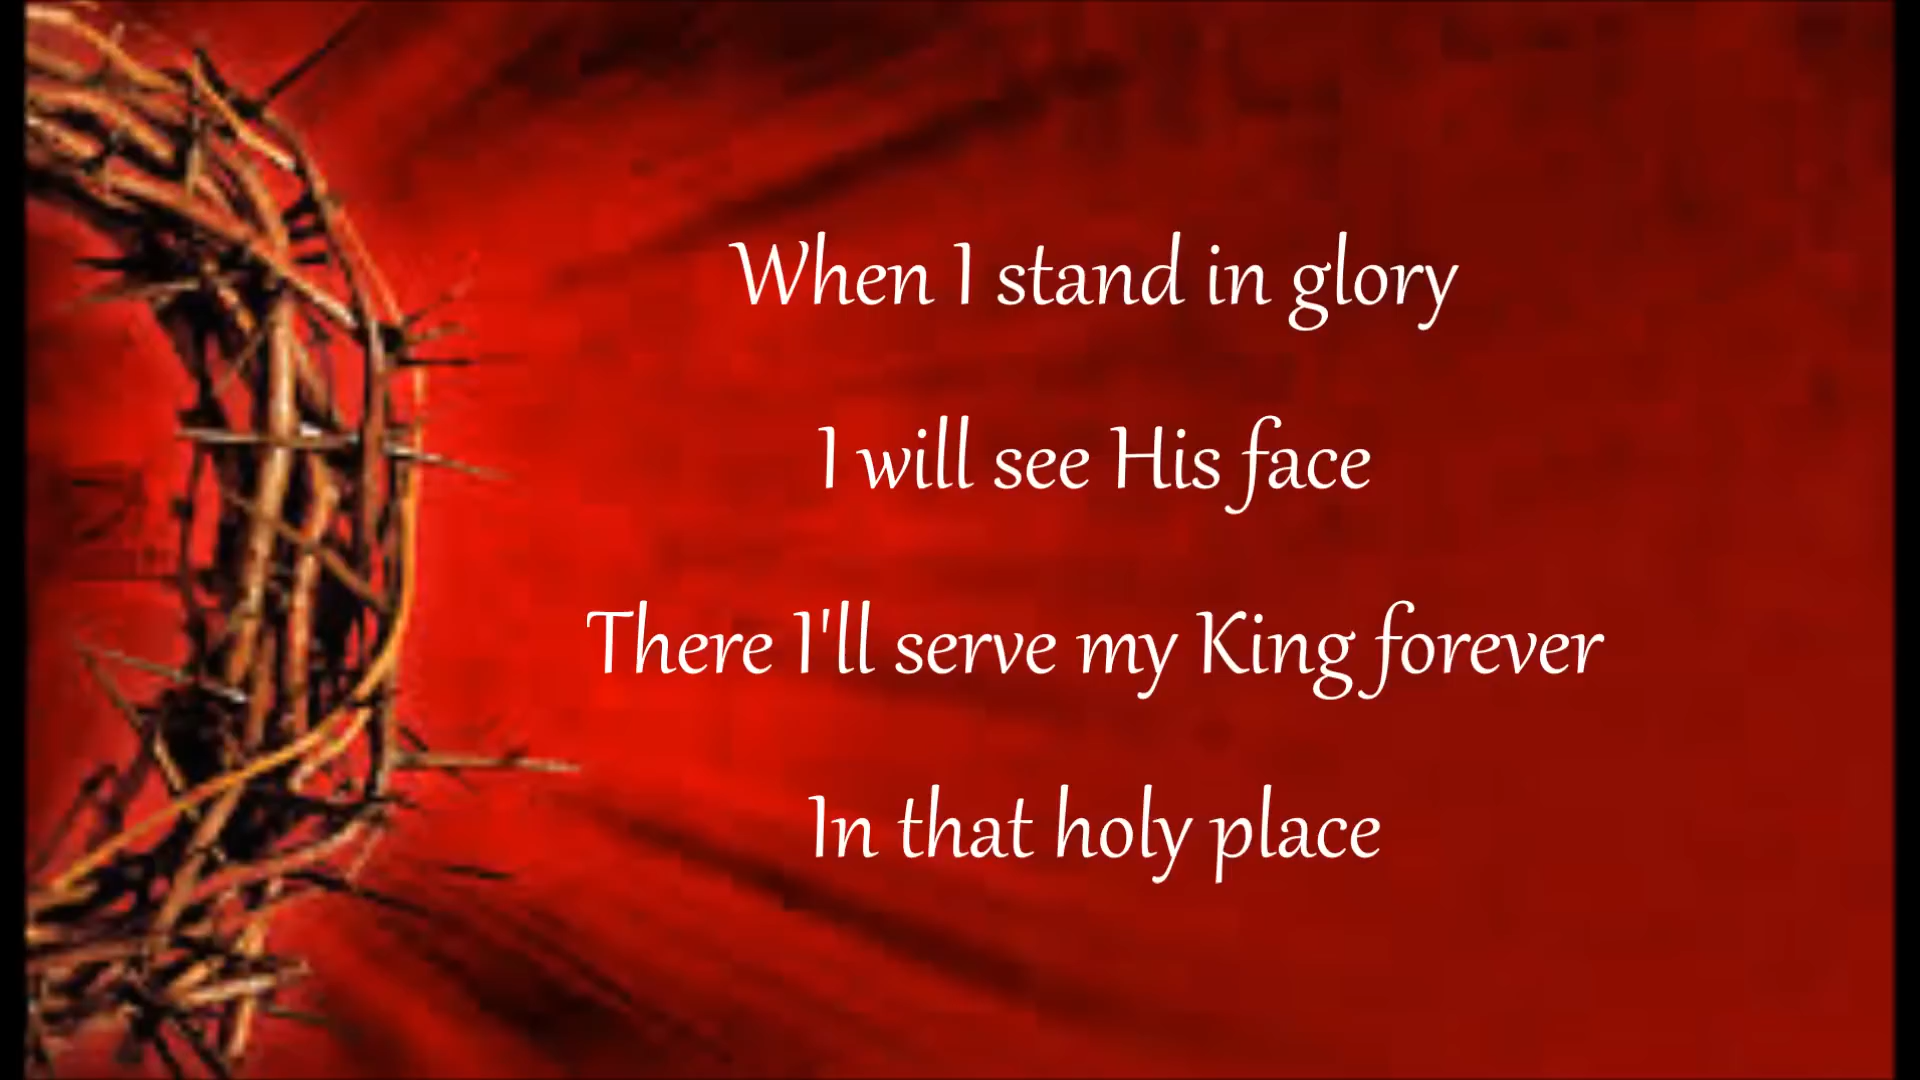 When I stand in glory
I will see His face
There I'll serve my King forever
In that holy place